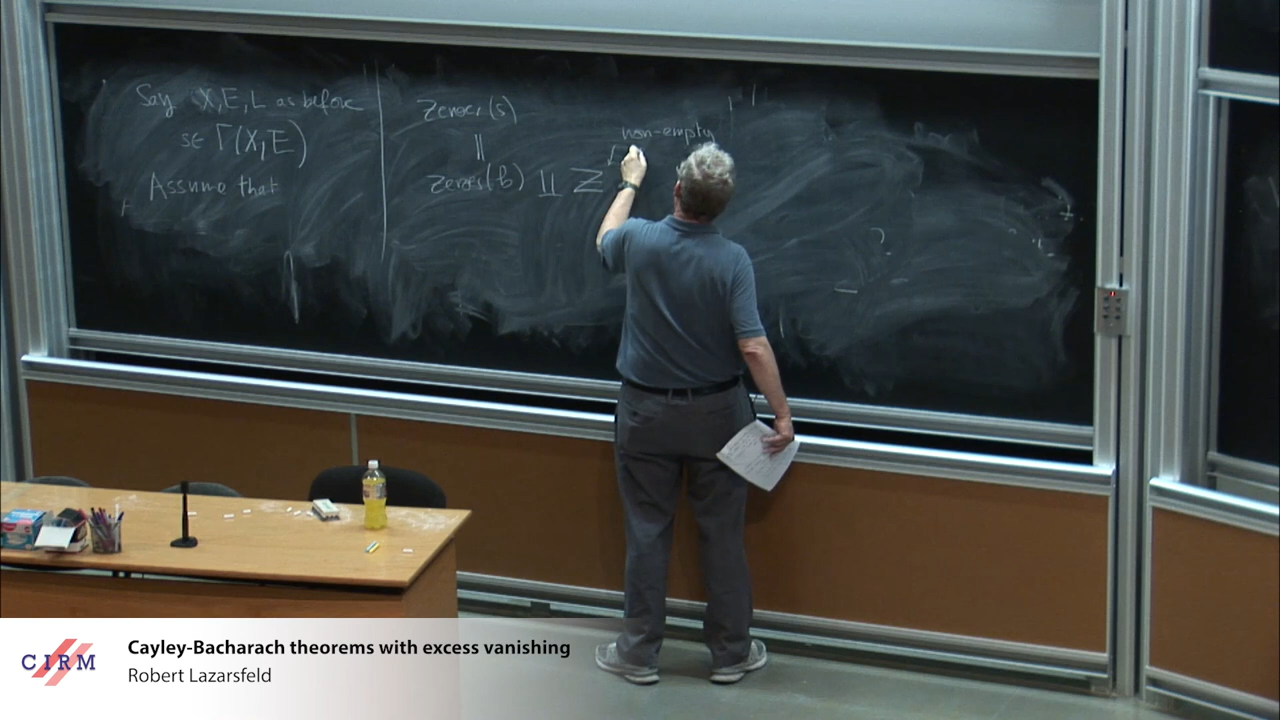 Say X, E, L as before
s∈ Γ(X, E)
Assume that
Zeroes(s)
||
zeroes(b) ⨿ Z
non-empty
CIRM
Cayley-Bacharach theorems with excess vanishing
Robert Lazarsfeld